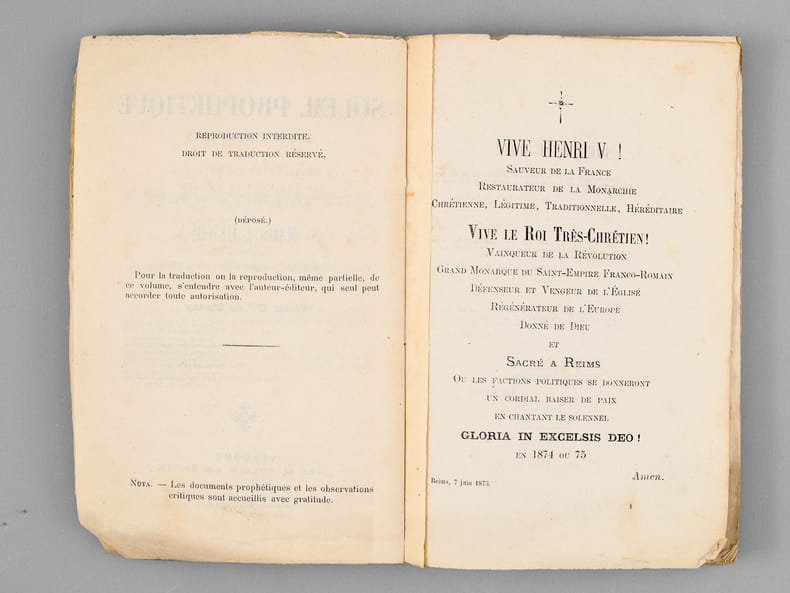 REPRODUCTION INTERDITE.
DROIT DE TRADUCTION RÉSERVÉ.
(DÉPOSÉ.)
Pour la traduction ou la reproduction, même partielle, de
ce volume, s'entendre avec l'auteur-éditeur, qui seul peut
accorder toute autorisation.
NOTA. — Les documents prophétiques et les observations
critiques sont accueillis avec gratitude.
VIVE HENRI V !
SAUVEUR DE LA FRANCE
RESTAURATEUR DE LA MONARCHIE
CHRÉTIENNE, LÉGITIME, TRADITIONNELLE, HÉRÉDITAIRE
VIVE LE ROI TRÈS-CHRÉTIEN!
VAINQUEUR DE LA RÉVOLUTION
GRAND MONARQUE DU SAINT-EMPIRE FRANCO-ROMAIN
DÉFENSEUR ET VENGEUR DE L'ÉGLISE
RÉGÉNÉRATEUR DE L'EUROPE
DONNÉ DE DIEU
ET
SACRÉ A REIMS
OU LES FACTIONS POLITIQUES SE DONNERONT
UN CORDIAL BAISER DE PAIX
EN CHANTANT LE SOLENNEL
GLORIA IN EXCELSIS DEO !
EN 1874 OU 75
Amen.
Reims, 7 juin 1873.